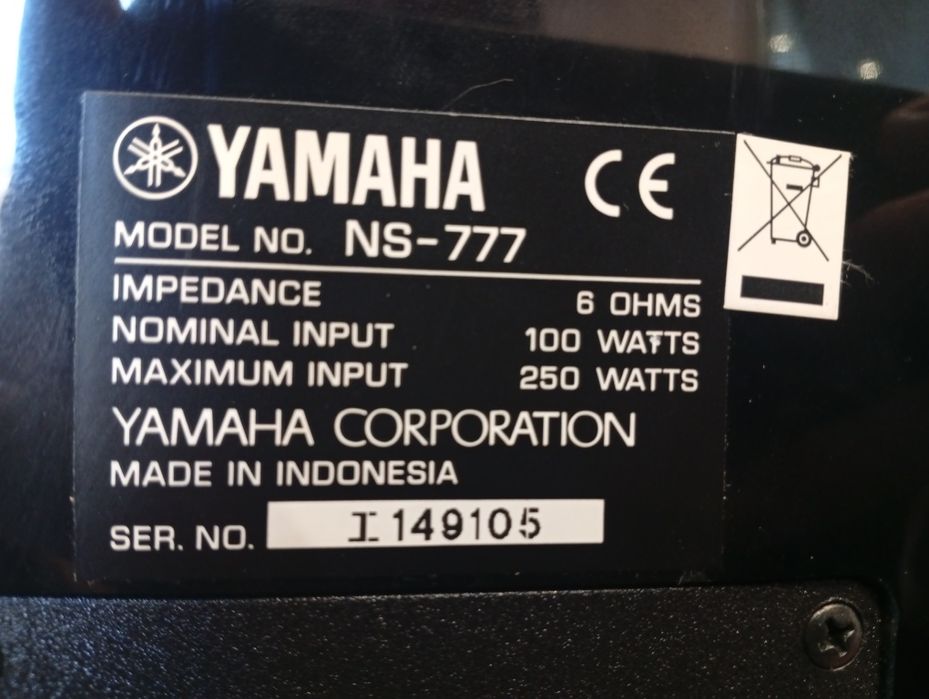 YAMAHA CE
MODEL NO. NS-777
IMPEDANCE 6 OHMS
NOMINAL INPUT 100 WATTS
MAXIMUM INPUT 250 WATTS
YAMAHA CORPORATION
MADE IN INDONESIA
SER. NO. I 149105